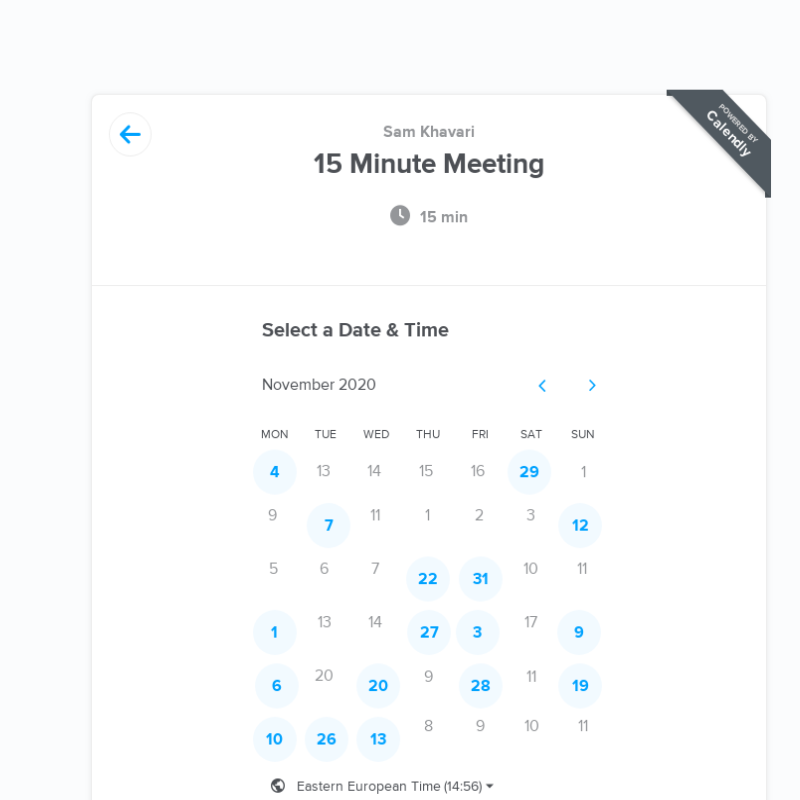 POWERED BY
Calendly
Sam Khavari
15 Minute Meeting
15 min
Select a Date & Time
November 2020
MON TUE WED THU FRI SAT SUN
4 13 14 15 16 29 1
9 7 11 1 2 3 12
5 6 7 22 31 10 11
1 13 14 27 3 17 9
6 20 20 9 28 11 19
10 26 13 8 9 10 11
Eastern European Time (14:56)